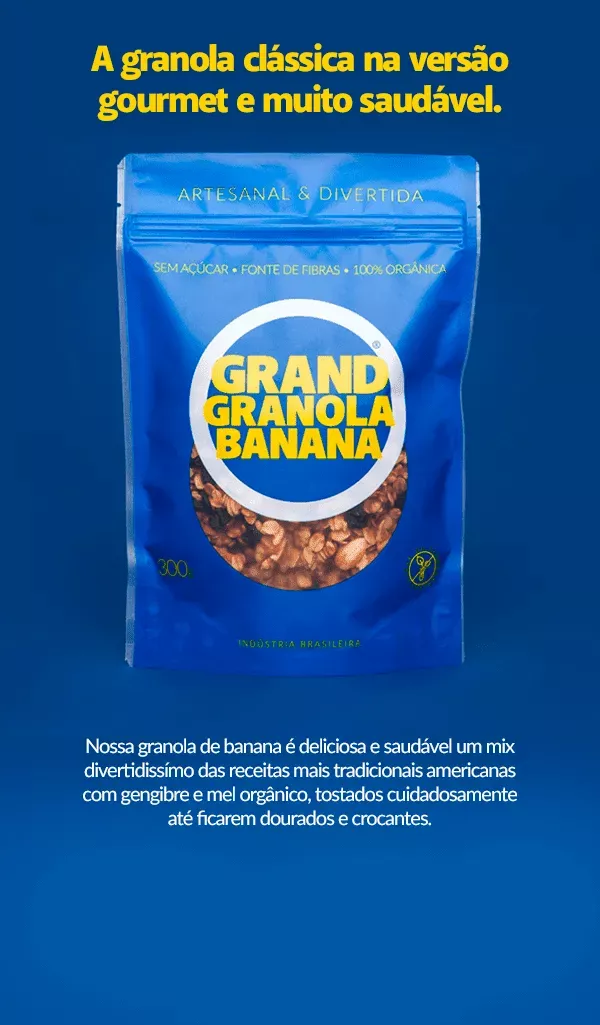 A granola clássica na versão
gourmet e muito saudável.
ARTESANAL & DIVERTIDA
SEM AÇÚCAR • FONTE DE FIBRAS • 100% ORGÂNICA
®
GRAND
GRANOLA
BANANA
300g
INDÚSTRIA BRASILEIRA
Nossa granola de banana é deliciosa e saudável um mix
divertidissímo das receitas mais tradicionais americanas
com gengibre e mel orgânico, tostados cuidadosamente
até ficarem dourados e crocantes.